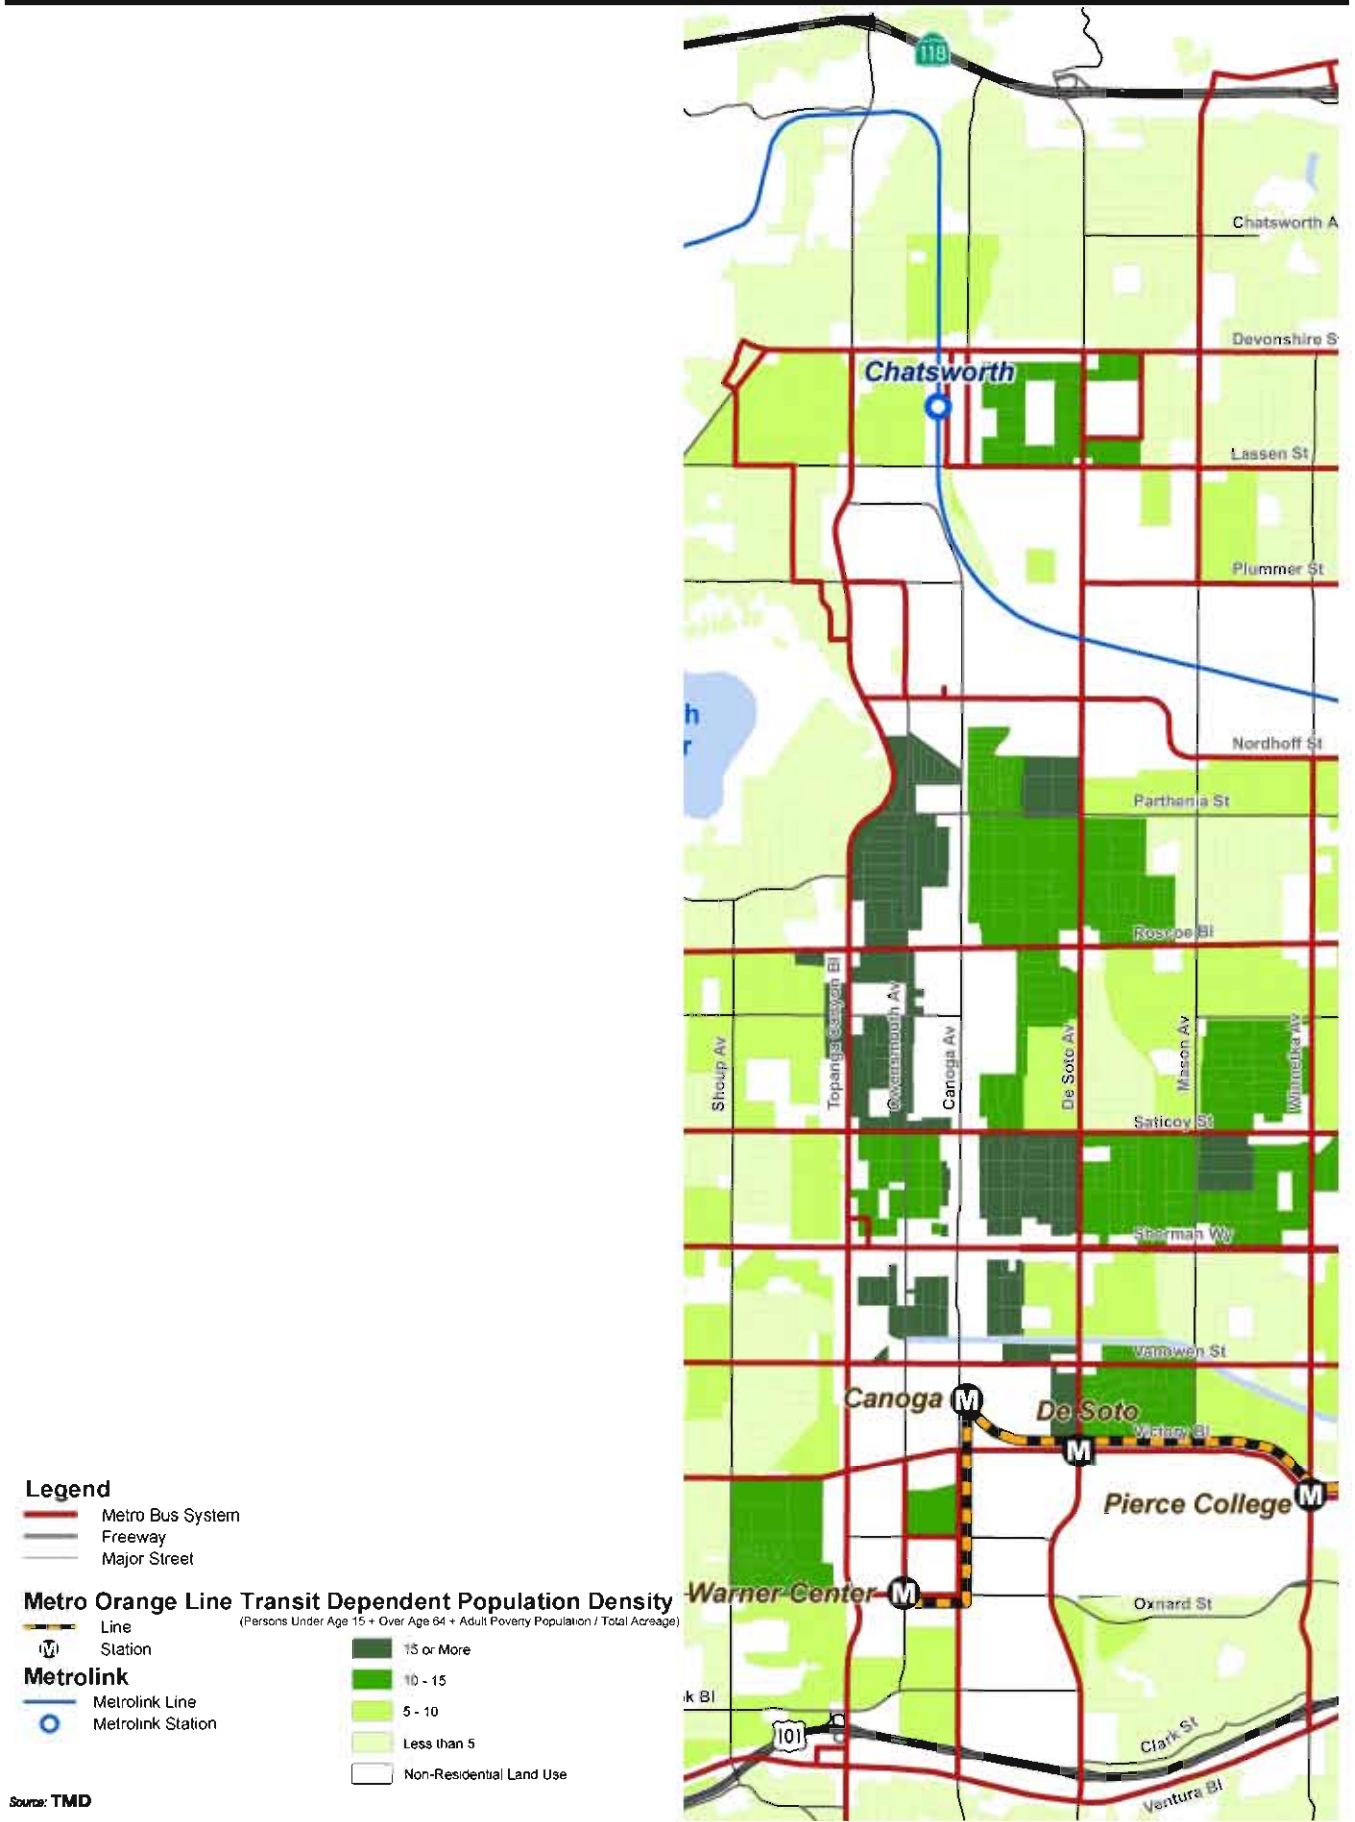 118
Chatsworth A
Devonshire S
Chatsworth
Lassen St
Plummer St
h
r
Nordhoff St
Parthenia St
Roscoe Bl
Shoup Av
Topanga Canyon Bl
Owensmouth Av
Canoga Av
De Soto Av
Mason Av
Winnetka Av
Saticoy St
Sherman Wy
Vanowen St
Canoga M
De Soto
M
Victory Bl
Pierce College M
Warner Center M
Oxnard St
k Bl
101
Clark St
Ventura Bl
Legend
Metro Bus System
Freeway
Major Street
Metro Orange Line
Line
M Station
Metrolink
Metrolink Line
Metrolink Station
Transit Dependent Population Density
(Persons Under Age 15 + Over Age 64 + Adult Poverty Population / Total Acreage)
15 or More
10 - 15
5 - 10
Less than 5
Non-Residential Land Use
Source: TMD